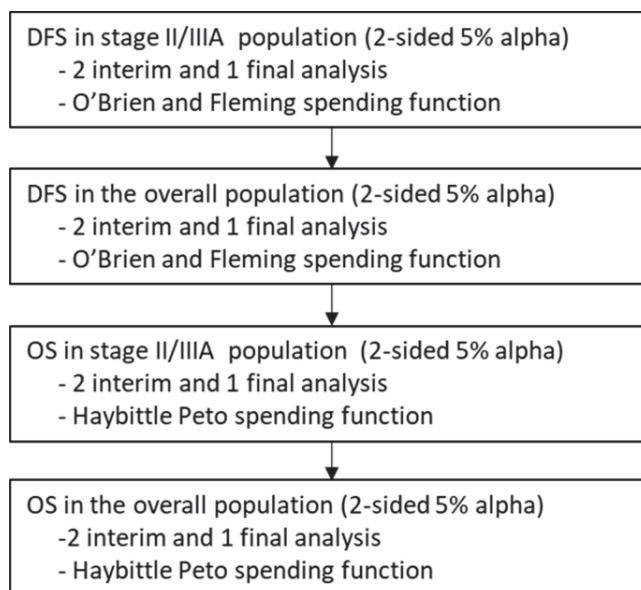 DFS in stage II/IIIA population (2-sided 5% alpha)
- 2 interim and 1 final analysis
- O'Brien and Fleming spending function
DFS in the overall population (2-sided 5% alpha)
- 2 interim and 1 final analysis
- O'Brien and Fleming spending function
OS in stage II/IIIA population (2-sided 5% alpha)
- 2 interim and 1 final analysis
- Haybittle Peto spending function
OS in the overall population (2-sided 5% alpha)
-2 interim and 1 final analysis
- Haybittle Peto spending function